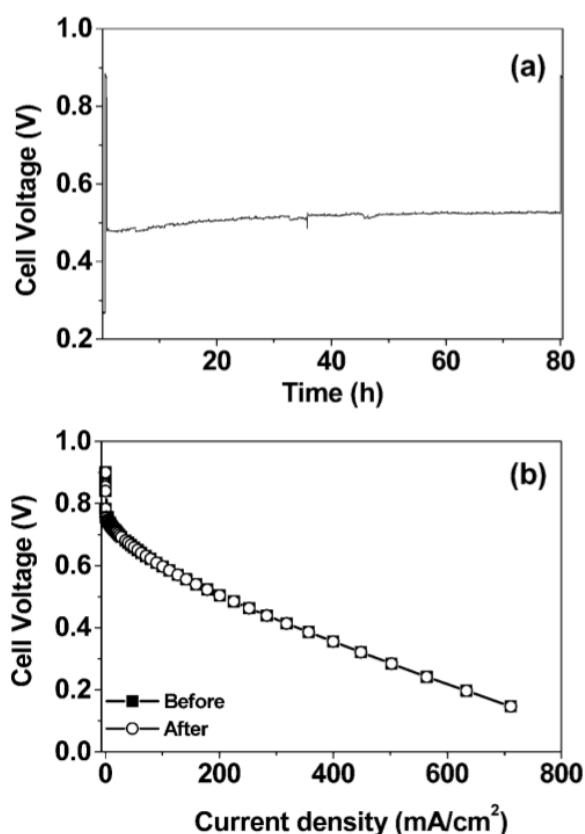 1.0
(a)
0.8
0.6
0.4
0.2
Cell Voltage (V)
20
40
60
80
Time (h)
1.0
(b)
0.8
0.6
0.4
0.2
0.0
Cell Voltage (V)
Before
After
0
200
400
600
800
Current density (mA/cm²)